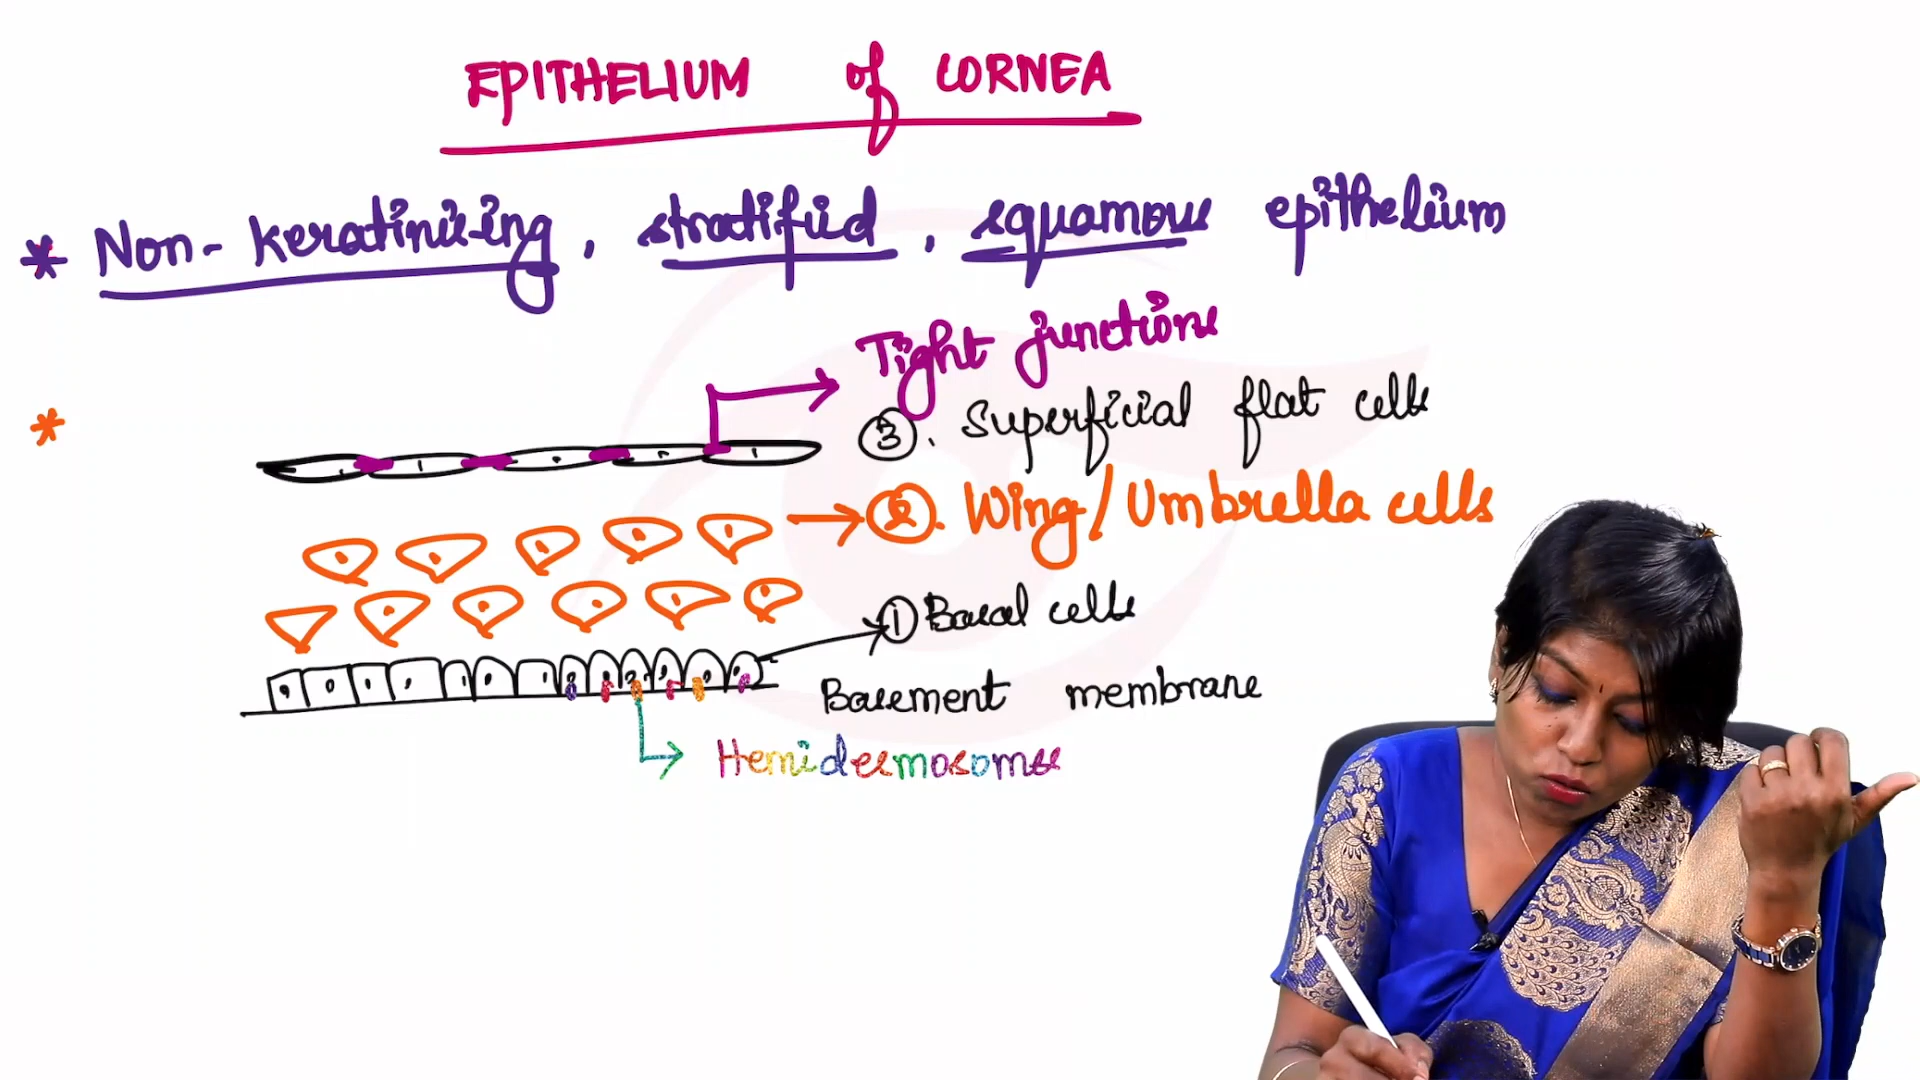 EPITHELIUM of CORNEA
* Non-keratinizing, stratified, squamous epithelium
Tight junctions
*
3. Superficial flat cells
2. Wing/Umbrella cells
1 Basal cells
Basement membrane
Hemidesmosomes